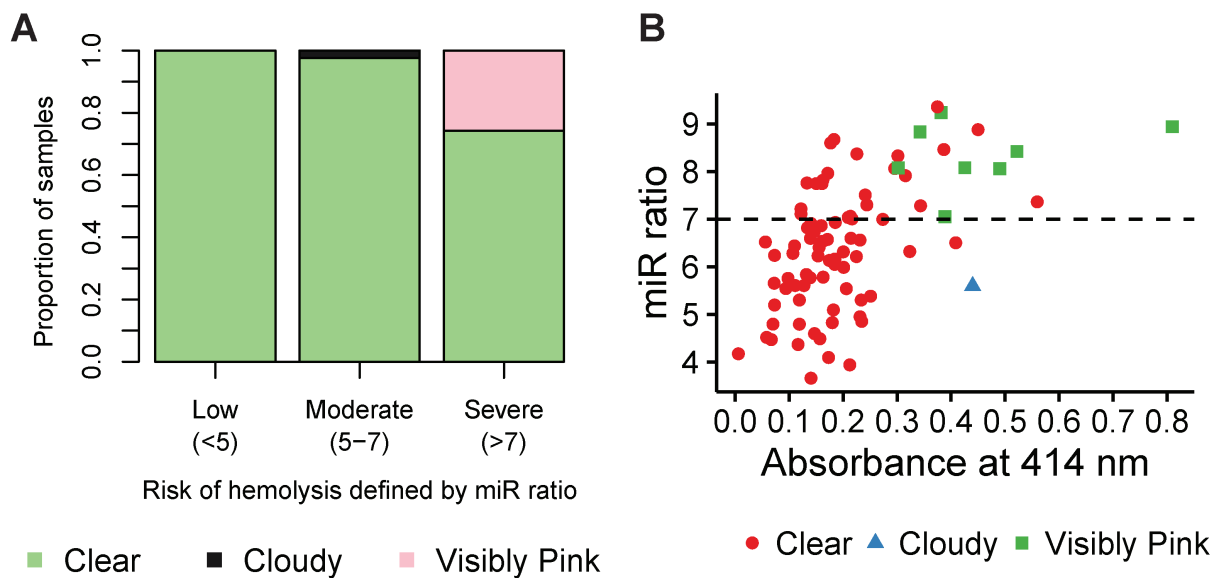 A
Proportion of samples
1.0
0.8
0.6
0.4
0.2
0.0
Low
(<5)
Moderate
(5−7)
Severe
(>7)
Risk of hemolysis defined by miR ratio
Clear
Cloudy
Visibly Pink
B
miR ratio
9
8
7
6
5
4
0.0 0.1 0.2 0.3 0.4 0.5 0.6 0.7 0.8
Absorbance at 414 nm
Clear
Cloudy
Visibly Pink